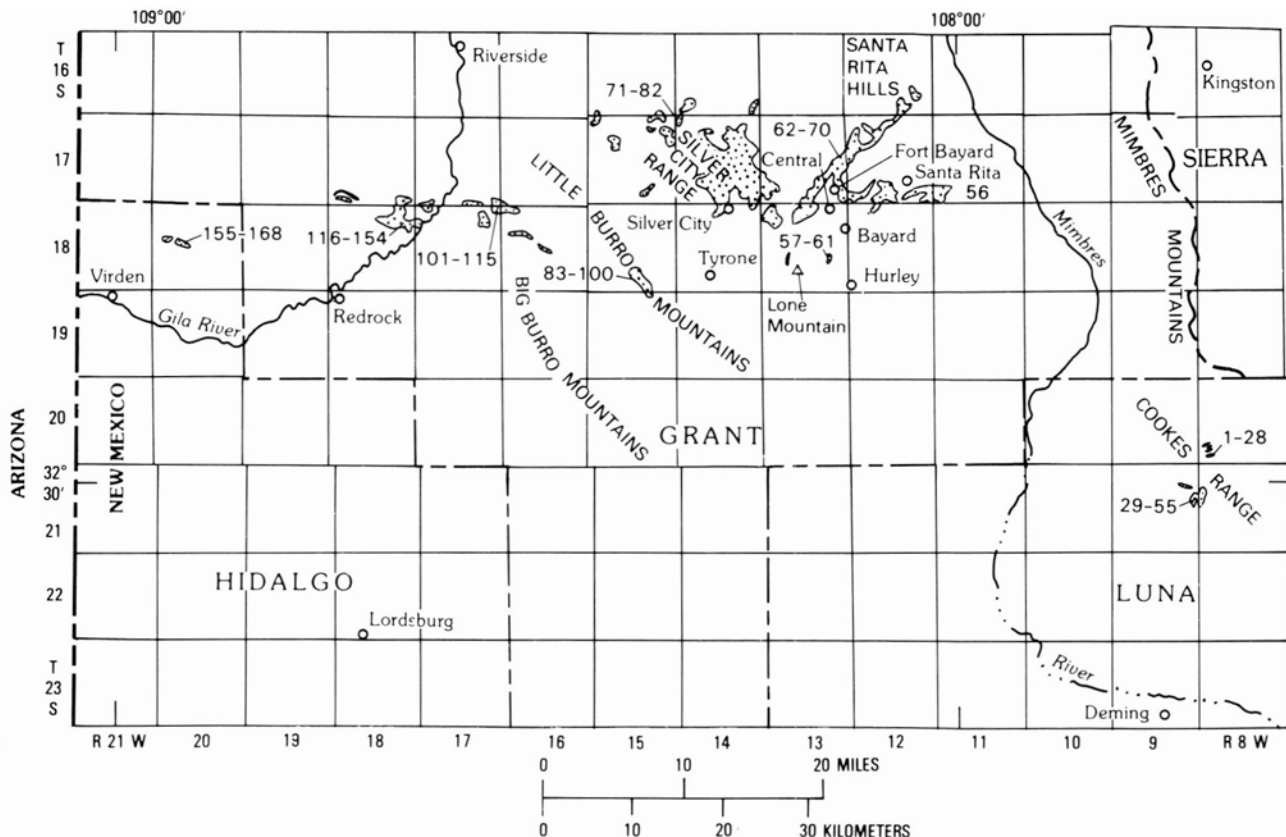 109°00'
108°00'
T
16
S
Riverside
SANTA
RITA
HILLS
Kingston
71-82
62-70
17
SILVER
CITY
RANGE
Central
Fort Bayard
Santa Rita
56
MIMBRES
MOUNTAINS
SIERRA
LITTLE
BURRO
MOUNTAINS
Silver City
155-168
116-154
101-115
18
57-61
Bayard
Mimbres
Virden
83-100
Tyrone
Hurley
BIG BURRO MOUNTAINS
Lone
Mountain
Gila River
Redrock
19
ARIZONA
NEW MEXICO
20
GRANT
COOKES
RANGE
1-28
32°
30'
29-55
21
HIDALGO
LUNA
22
Lordsburg
T
23
S
River
Deming
R 21 W 20 19 18 17 16 15 14 13 12 11 10 9 R 8 W
0 10 20 MILES
0 10 20 30 KILOMETERS